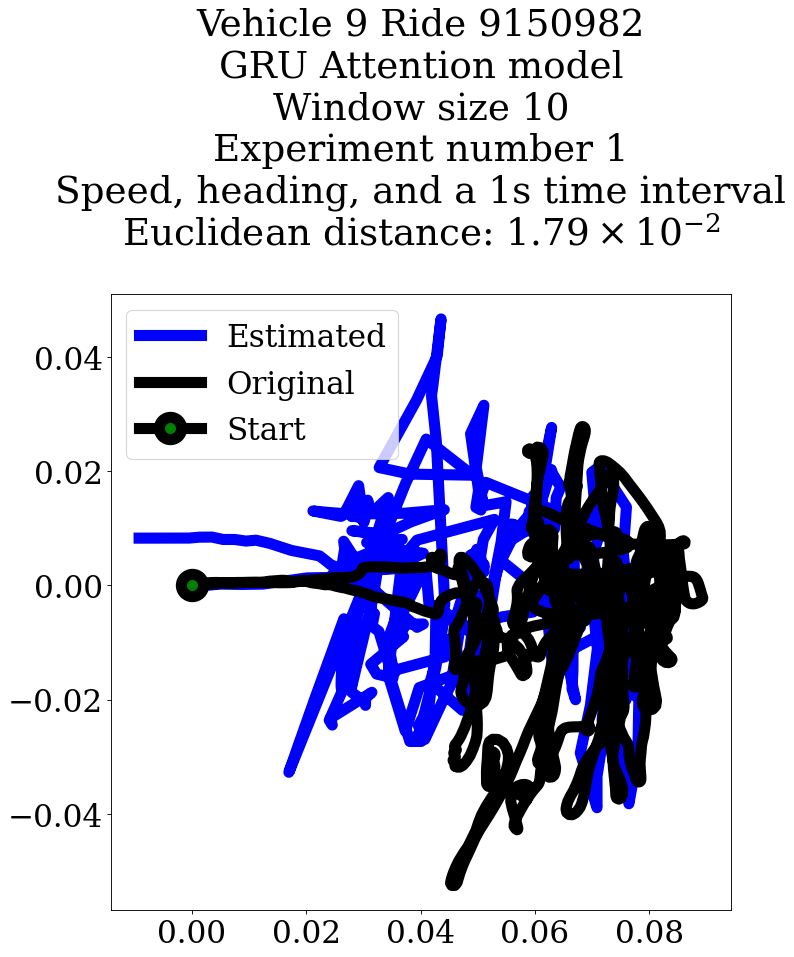 Vehicle 9 Ride 9150982
GRU Attention model
Window size 10
Experiment number 1
Speed, heading, and a 1s time interval
Euclidean distance: 1.79 × 10⁻²
Estimated
Original
Start
0.04
0.02
0.00
−0.02
−0.04
0.00 0.02 0.04 0.06 0.08